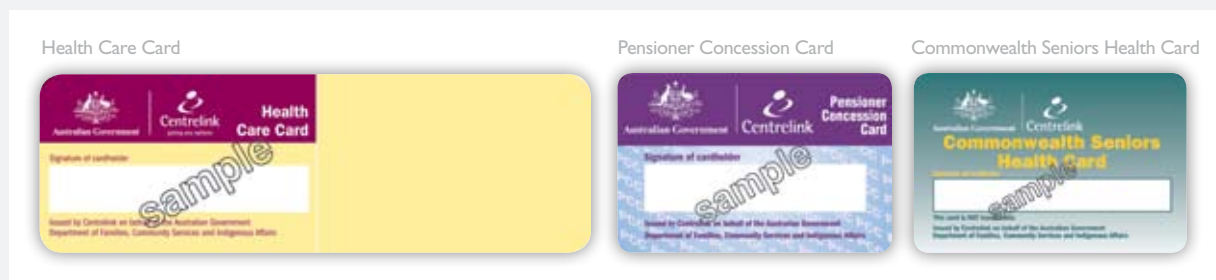 Health Care Card
Pensioner Concession Card
Commonwealth Seniors Health Card
Australian Government
Centrelink
Health
Care Card
Signature of cardholder
sample
Issued by Centrelink on behalf of the Australian Government
Department of Families, Community Services and Indigenous Affairs
Australian Government
Centrelink
Pensioner
Concession
Card
Signature of cardholder
sample
Issued by Centrelink on behalf of the Australian Government
Department of Families, Community Services and Indigenous Affairs
Australian Government
Centrelink
Commonwealth Seniors
Health Card
sample
This card is NOT
Issued by Centrelink on behalf of the Australian Government
Department of Families, Community Services and Indigenous Affairs